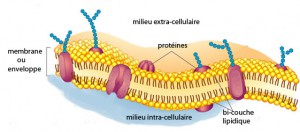 milieu extra-cellulaire
membrane
ou
enveloppe
protéines
bi-couche
lipidique
milieu intra-cellulaire